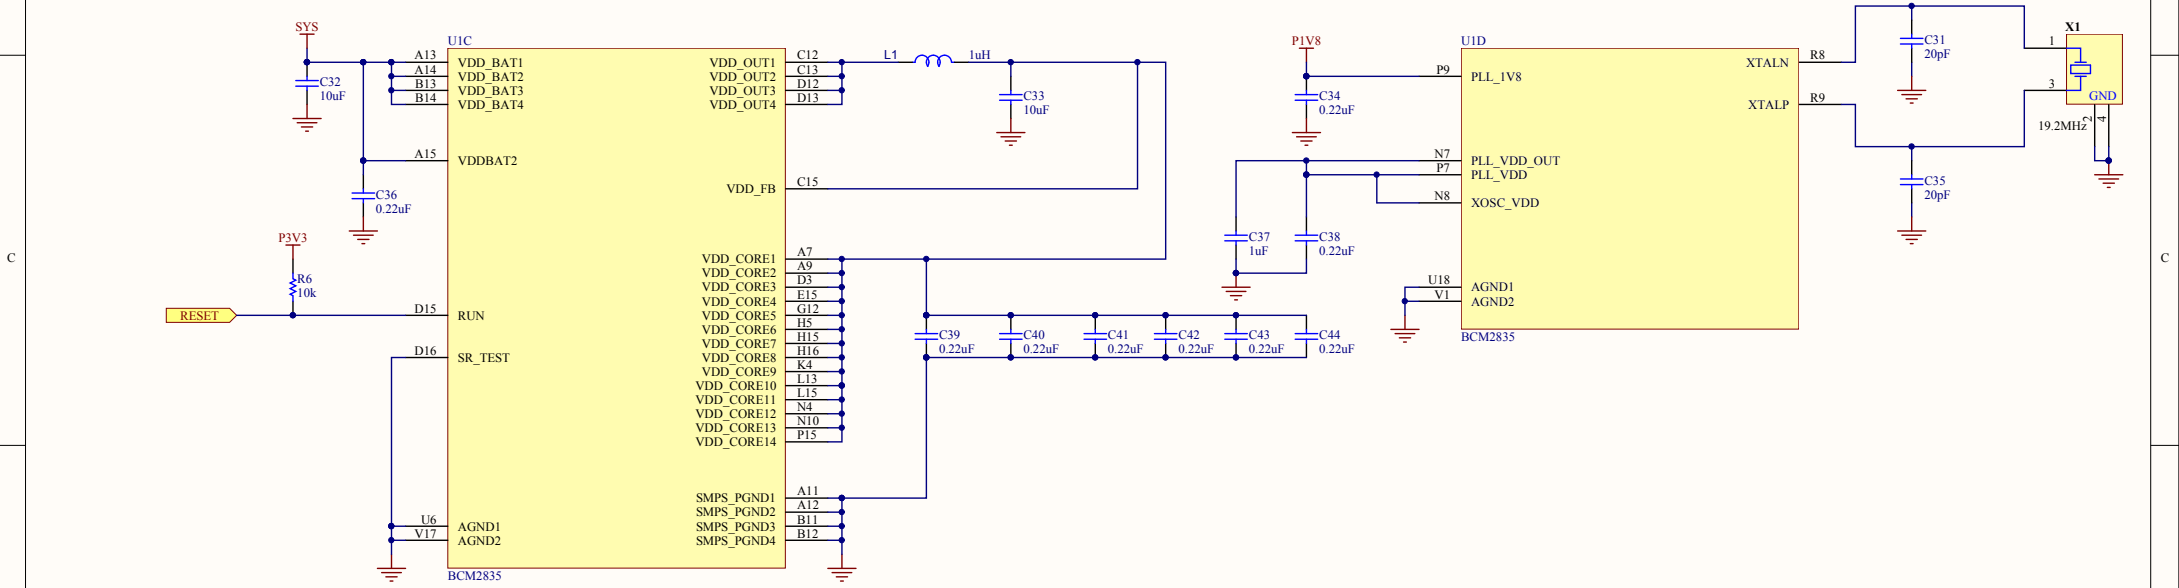 SYS
C32
10uF
C36
0.22uF
P3V3
R6
10k
RESET
C
U1C
A13 VDD_BAT1
A14 VDD_BAT2
B13 VDD_BAT3
B14 VDD_BAT4
A15 VDDBAT2
D15 RUN
D16 SR_TEST
U6 AGND1
V17 AGND2
BCM2835
VDD_OUT1 C12
VDD_OUT2 C13
VDD_OUT3 D12
VDD_OUT4 D13
VDD_FB C15
VDD_CORE1 A7
VDD_CORE2 A9
VDD_CORE3 D3
VDD_CORE4 E15
VDD_CORE5 G12
VDD_CORE6 H5
VDD_CORE7 H15
VDD_CORE8 H16
VDD_CORE9 K4
VDD_CORE10 L13
VDD_CORE11 L15
VDD_CORE12 N4
VDD_CORE13 N10
VDD_CORE14 P15
SMPS_PGND1 A11
SMPS_PGND2 A12
SMPS_PGND3 B11
SMPS_PGND4 B12
L1 1uH
C33
10uF
C39
0.22uF
C40
0.22uF
C41
0.22uF
C42
0.22uF
C43
0.22uF
C44
0.22uF
P1V8
C34
0.22uF
C37
1uF
C38
0.22uF
U1D
P9 PLL_1V8
N7 PLL_VDD_OUT
P7 PLL_VDD
N8 XOSC_VDD
U18 AGND1
V1 AGND2
BCM2835
XTALN R8
XTALP R9
C31
20pF
C35
20pF
X1
1
3
GND
19.2MHz
2
4
C